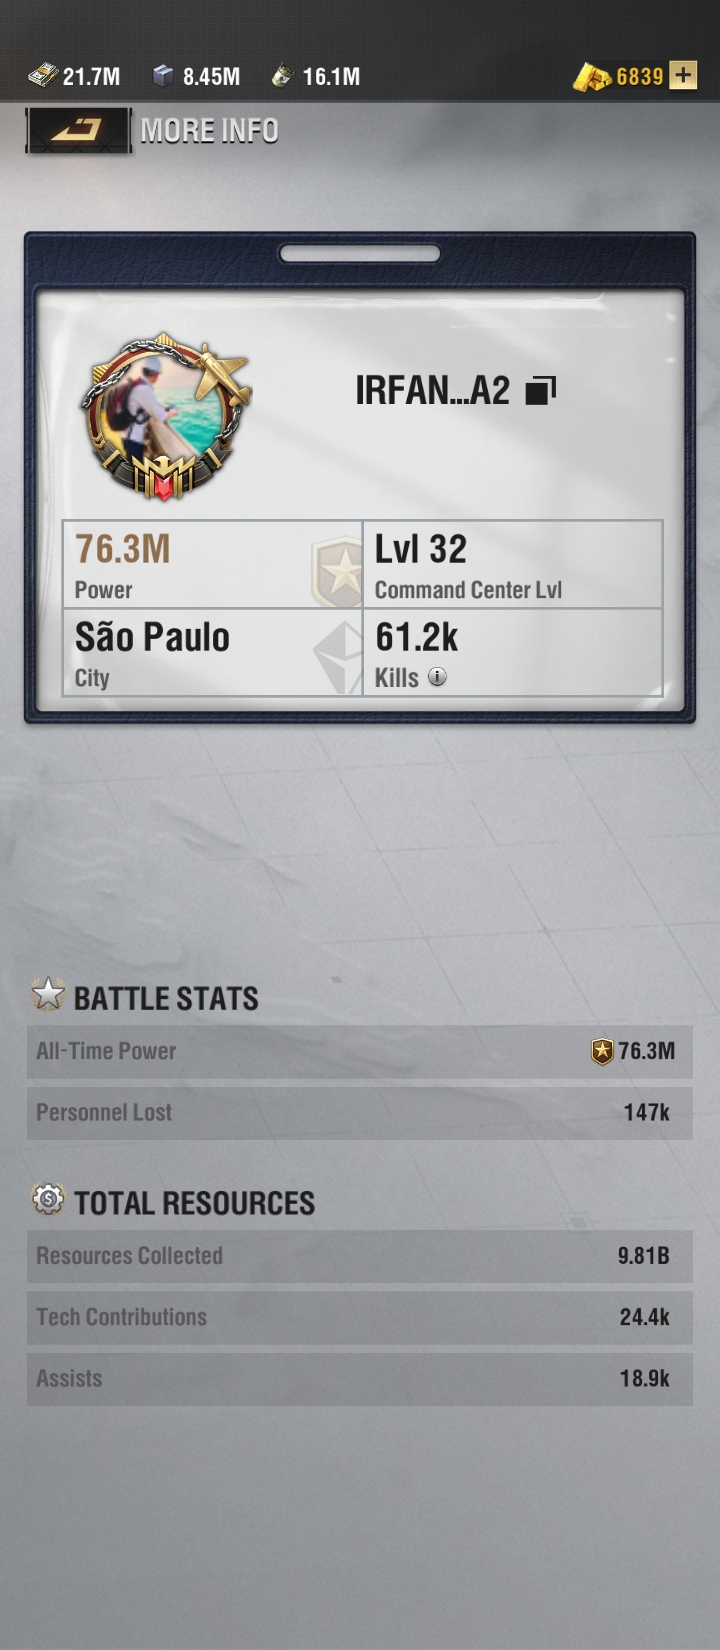 21.7M 8.45M 16.1M 6839 +
MORE INFO
IRFAN...A2
76.3M
Power
Lvl 32
Command Center Lvl
São Paulo
City
61.2k
Kills i
BATTLE STATS
All-Time Power 76.3M
Personnel Lost 147k
TOTAL RESOURCES
Resources Collected 9.81B
Tech Contributions 24.4k
Assists 18.9k